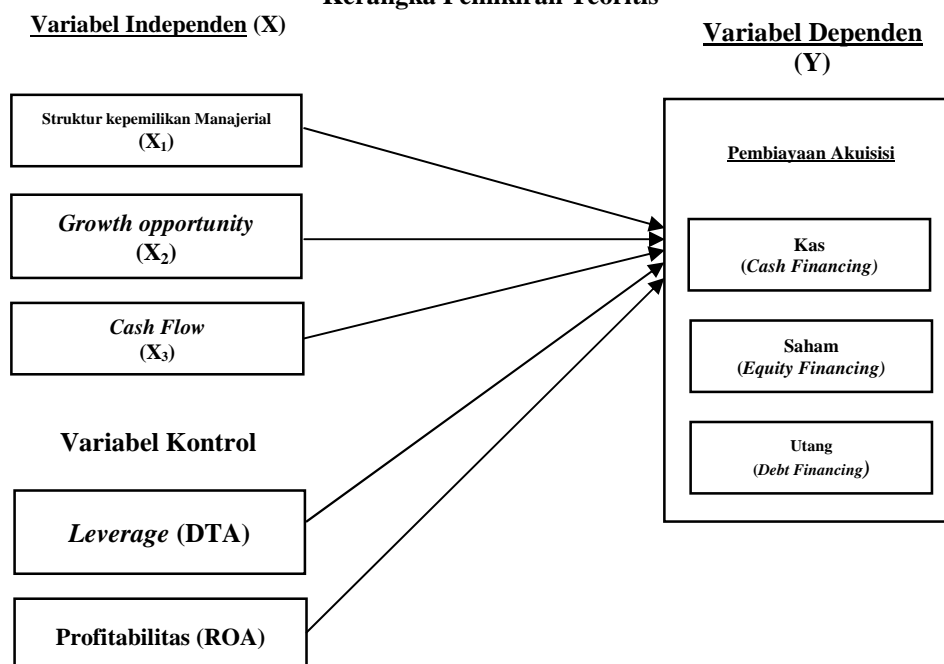 Kerangka Pemikiran Teoritis
Variabel Independen (X)
Struktur kepemilikan Manajerial
(X₁)
Growth opportunity
(X₂)
Cash Flow
(X₃)
Variabel Kontrol
Leverage (DTA)
Profitabilitas (ROA)
Variabel Dependen
(Y)
Pembiayaan Akuisisi
Kas
(Cash Financing)
Saham
(Equity Financing)
Utang
(Debt Financing)